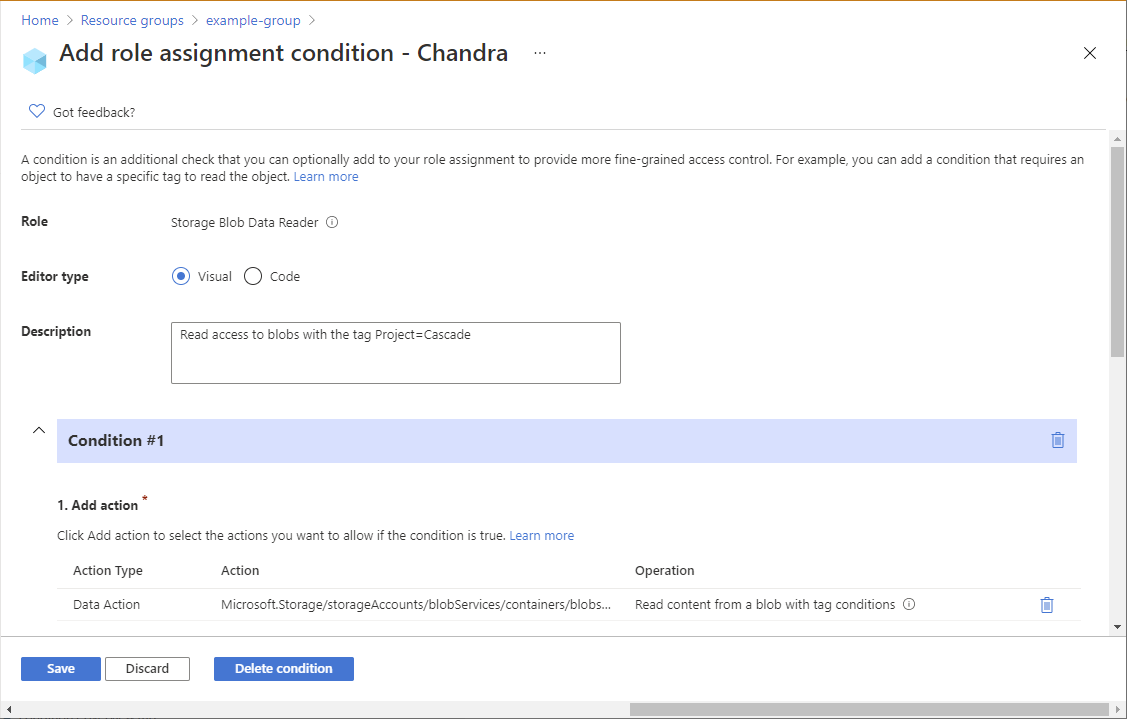 Home > Resource groups > example-group >
Add role assignment condition - Chandra ...
Got feedback?
A condition is an additional check that you can optionally add to your role assignment to provide more fine-grained access control. For example, you can add a condition that requires an
object to have a specific tag to read the object. Learn more
Role Storage Blob Data Reader
Editor type Visual Code
Description Read access to blobs with the tag Project=Cascade
Condition #1
1. Add action *
Click Add action to select the actions you want to allow if the condition is true. Learn more
Action Type Action Operation
Data Action Microsoft.Storage/storageAccounts/blobServices/containers/blobs... Read content from a blob with tag conditions
Save Discard Delete condition